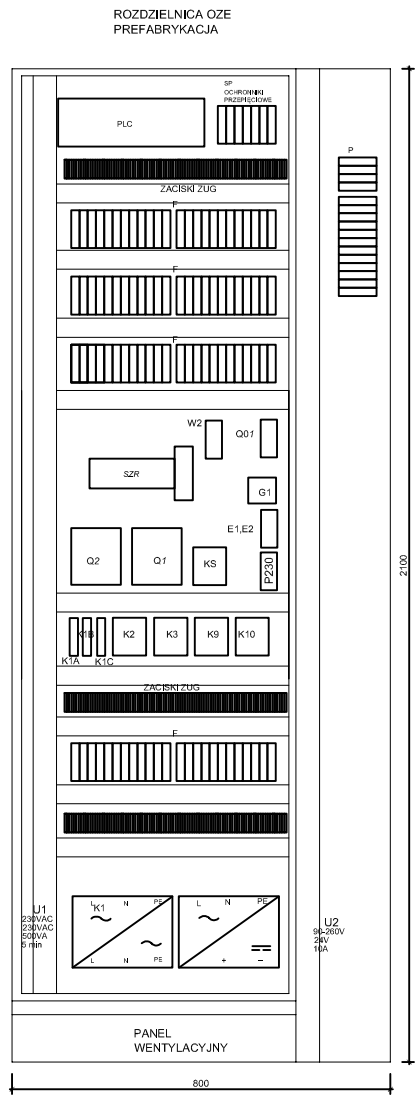 ROZDZIELNICA OZE
PREFABRYKACJA
SP
OCHRONNIKI
PRZEPIĘCIOWE
PLC
P
ZACISKI ZUG
F
F
F
W2
Q01
SZR
G1
E1,E2
Q2
Q1
KS
P230
2100
K1B
K2
K3
K9
K10
K1A
K1C
ZACISKI ZUG
F
U1
230VAC
230VAC
500VA
5 min
L
K1
N
PE
L
N
PE
L
N
PE
+
−
U2
90-260V
24V
10A
PANEL
WENTYLACYJNY
800